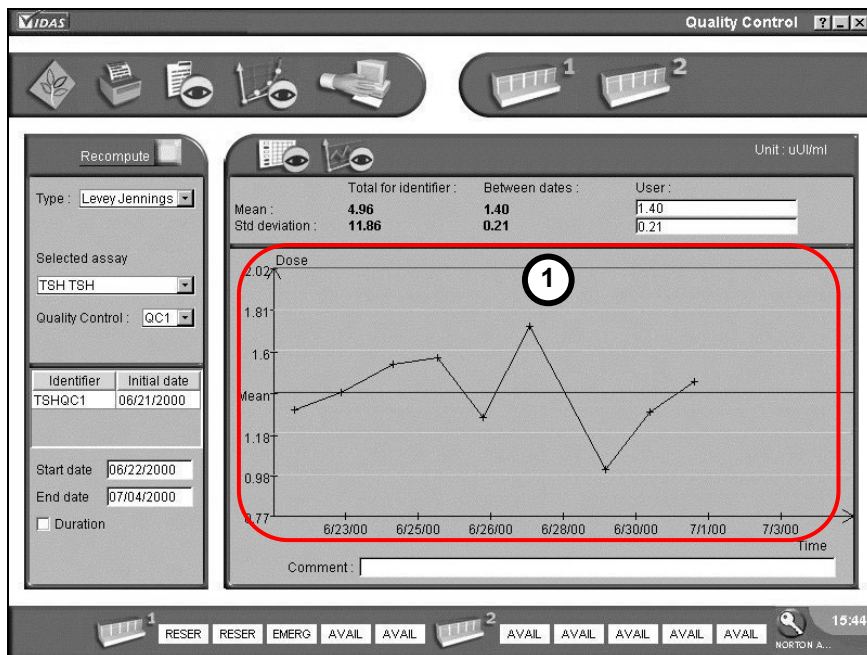 VIDAS Quality Control ? _ X
1 2
Recompute
Type : Levey Jennings
Selected assay
TSH TSH
Quality Control : QC1
Identifier Initial date
TSHQC1 06/21/2000
Start date 06/22/2000
End date 07/04/2000
Duration
Unit : uUI/ml
Total for identifier : Between dates : User :
Mean : 4.96 1.40 1.40
Std deviation : 11.86 0.21 0.21
Dose
1
2.02
1.81
1.6
Mean
1.18
0.98
0.77
6/23/00 6/25/00 6/26/00 6/28/00 6/30/00 7/1/00 7/3/00
Time
Comment :
1 RESER RESER EMERG AVAIL AVAIL 2 AVAIL AVAIL AVAIL AVAIL AVAIL 15:44
NORTON A...